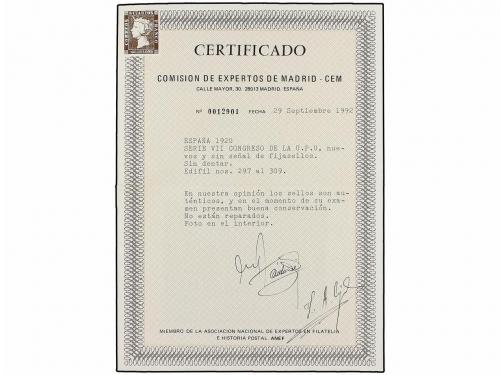 CERTIFICADO
COMISION DE EXPERTOS DE MADRID - CEM
CALLE MAYOR, 30. 28013 MADRID. ESPAÑA
Nº 0012901 FECHA 29 Septiembre 1992
ESPAÑA 1920
SERIE VII CONGRESO DE LA U.P.U, nue-
vos y sin señal de fijasellos.
Sin dentar.
Edifil nos. 297 al 309.
En nuestra opinión los sellos son au-
ténticos, y en el momento de su exa-
men presentan buena conservación.
No están reparados.
Foto en el interior.
MIEMBRO DE LA ASOCIACION NACIONAL DE EXPERTOS EN FILATELIA
E HISTORIA POSTAL. ANEF